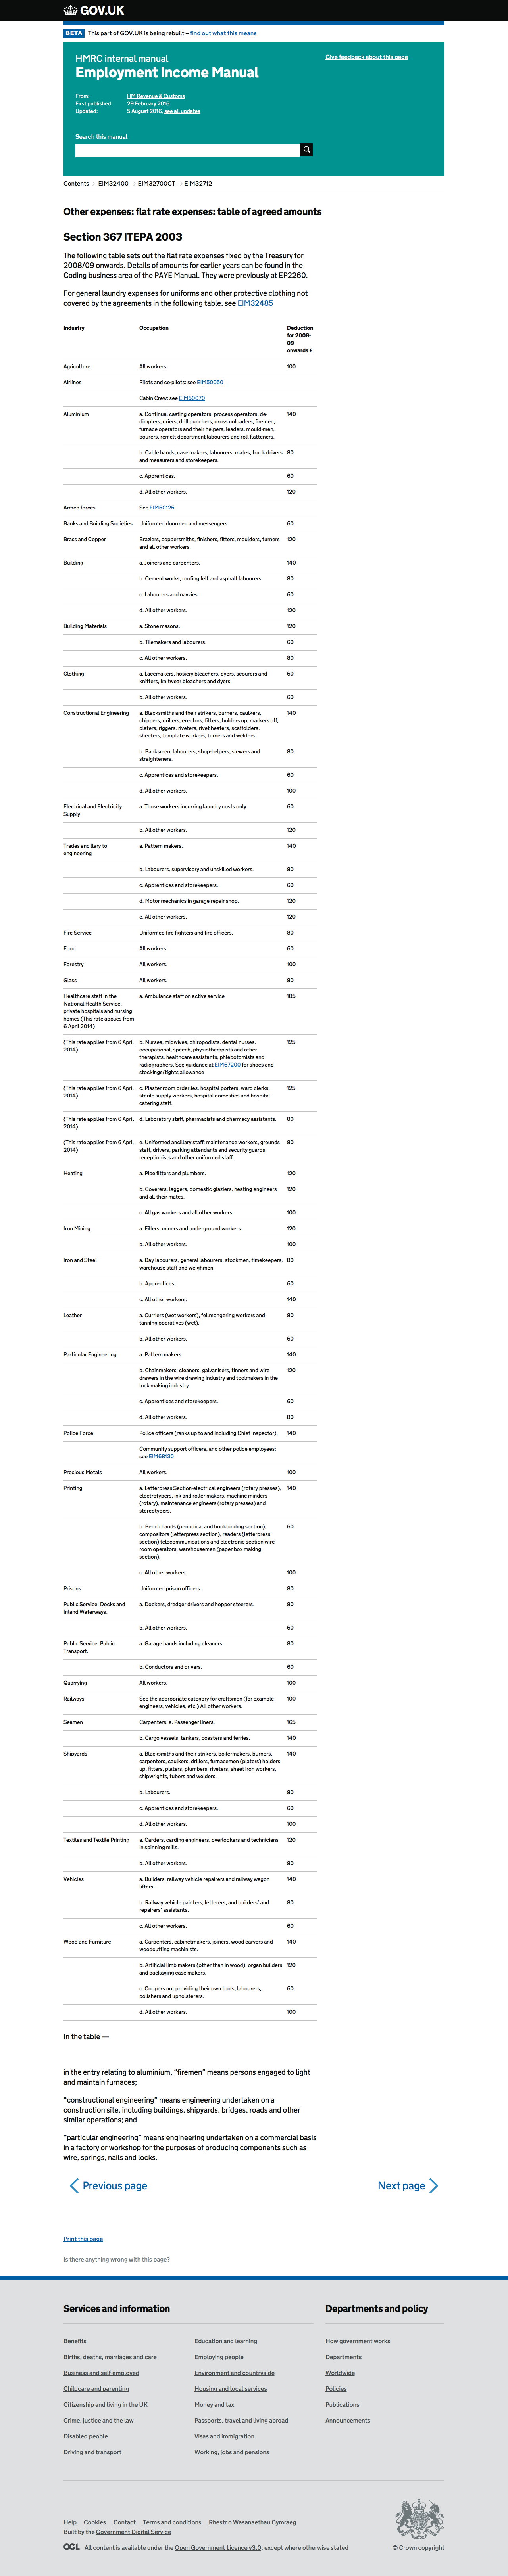 GOV.UK
BETA This part of GOV.UK is being rebuilt – find out what this means
HMRC internal manual
Employment Income Manual
Give feedback about this page
From: HM Revenue & Customs
First published: 29 February 2016
Updated: 5 August 2016, see all updates
Search this manual
Contents EIM32400 EIM32700CT EIM32712
Other expenses: flat rate expenses: table of agreed amounts
Section 367 ITEPA 2003
The following table sets out the flat rate expenses fixed by the Treasury for
2008/09 onwards. Details of amounts for earlier years can be found in the
Coding business area of the PAYE Manual. They were previously at EP2260.
For general laundry expenses for uniforms and other protective clothing not
covered by the agreements in the following table, see EIM32485
Industry Occupation Deduction
for 2008-
09
onwards £
Agriculture All workers. 100
Airlines Pilots and co-pilots: see EIM50050
Cabin Crew: see EIM50070
Aluminium a. Continual casting operators, process operators, de- 140
dimplers, driers, drill punchers, dross unloaders, firemen,
furnace operators and their helpers, leaders, mould-men,
pourers, remelt department labourers and roll flatteners.
b. Cable hands, case makers, labourers, mates, truck drivers 80
and measurers and storekeepers.
c. Apprentices. 60
d. All other workers. 120
Armed forces See EIM50125
Banks and Building Societies Uniformed doormen and messengers. 60
Brass and Copper Braziers, coppersmiths, finishers, fitters, moulders, turners 120
and all other workers.
Building a. Joiners and carpenters. 140
b. Cement works, roofing felt and asphalt labourers. 80
c. Labourers and navvies. 60
d. All other workers. 120
Building Materials a. Stone masons. 120
b. Tilemakers and labourers. 60
c. All other workers. 80
Clothing a. Lacemakers, hosiery bleachers, dyers, scourers and 60
knitters, knitwear bleachers and dyers.
b. All other workers. 60
Constructional Engineering a. Blacksmiths and their strikers, burners, caulkers, 140
chippers, drillers, erectors, fitters, holders up, markers off,
platers, riggers, riveters, rivet heaters, scaffolders,
sheeters, template workers, turners and welders.
b. Banksmen, labourers, shop-helpers, slewers and 80
straighteners.
c. Apprentices and storekeepers. 60
d. All other workers. 100
Electrical and Electricity a. Those workers incurring laundry costs only. 60
Supply
b. All other workers. 120
Trades ancillary to a. Pattern makers. 140
engineering
b. Labourers, supervisory and unskilled workers. 80
c. Apprentices and storekeepers. 60
d. Motor mechanics in garage repair shop. 120
e. All other workers. 120
Fire Service Uniformed fire fighters and fire officers. 80
Food All workers. 60
Forestry All workers. 100
Glass All workers. 80
Healthcare staff in the a. Ambulance staff on active service 185
National Health Service,
private hospitals and nursing
homes (This rate applies from
6 April 2014)
(This rate applies from 6 April b. Nurses, midwives, chiropodists, dental nurses, 125
2014) occupational, speech, physiotherapists and other
therapists, healthcare assistants, phlebotomists and
radiographers. See guidance at EIM67200 for shoes and
stockings/tights allowance
(This rate applies from 6 April c. Plaster room orderlies, hospital porters, ward clerks, 125
2014) sterile supply workers, hospital domestics and hospital
catering staff.
(This rate applies from 6 April d. Laboratory staff, pharmacists and pharmacy assistants. 80
2014)
(This rate applies from 6 April e. Uniformed ancillary staff: maintenance workers, grounds 80
2014) staff, drivers, parking attendants and security guards,
receptionists and other uniformed staff.
Heating a. Pipe fitters and plumbers. 120
b. Coverers, laggers, domestic glaziers, heating engineers 120
and all their mates.
c. All gas workers and all other workers. 100
Iron Mining a. Fillers, miners and underground workers. 120
b. All other workers. 100
Iron and Steel a. Day labourers, general labourers, stockmen, timekeepers, 80
warehouse staff and weighmen.
b. Apprentices. 60
c. All other workers. 140
Leather a. Curriers (wet workers), fellmongering workers and 80
tanning operatives (wet).
b. All other workers. 60
Particular Engineering a. Pattern makers. 140
b. Chainmakers; cleaners, galvanisers, tinners and wire 120
drawers in the wire drawing industry and toolmakers in the
lock making industry.
c. Apprentices and storekeepers. 60
d. All other workers. 80
Police Force Police officers (ranks up to and including Chief Inspector). 140
Community support officers, and other police employees:
see EIM68130
Precious Metals All workers. 100
Printing a. Letterpress Section-electrical engineers (rotary presses), 140
electrotypers, ink and roller makers, machine minders
(rotary), maintenance engineers (rotary presses) and
stereotypers.
b. Bench hands (periodical and bookbinding section), 60
compositors (letterpress section), readers (letterpress
section) telecommunications and electronic section wire
room operators, warehousemen (paper box making
section).
c. All other workers. 100
Prisons Uniformed prison officers. 80
Public Service: Docks and a. Dockers, dredger drivers and hopper steerers. 80
Inland Waterways.
b. All other workers. 60
Public Service: Public a. Garage hands including cleaners. 80
Transport.
b. Conductors and drivers. 60
Quarrying All workers. 100
Railways See the appropriate category for craftsmen (for example 100
engineers, vehicles, etc.) All other workers.
Seamen Carpenters. a. Passenger liners. 165
b. Cargo vessels, tankers, coasters and ferries. 140
Shipyards a. Blacksmiths and their strikers, boilermakers, burners, 140
carpenters, caulkers, drillers, furnacemen (platers) holders
up, fitters, platers, plumbers, riveters, sheet iron workers,
shipwrights, tubers and welders.
b. Labourers. 80
c. Apprentices and storekeepers. 60
d. All other workers. 100
Textiles and Textile Printing a. Carders, carding engineers, overlookers and technicians 120
in spinning mills.
b. All other workers. 80
Vehicles a. Builders, railway vehicle repairers and railway wagon 140
lifters.
b. Railway vehicle painters, letterers, and builders' and 80
repairers' assistants.
c. All other workers. 60
Wood and Furniture a. Carpenters, cabinetmakers, joiners, wood carvers and 140
woodcutting machinists.
b. Artificial limb makers (other than in wood), organ builders 120
and packaging case makers.
c. Coopers not providing their own tools, labourers, 60
polishers and upholsterers.
d. All other workers. 100
In the table —
in the entry relating to aluminium, "firemen" means persons engaged to light
and maintain furnaces;
"constructional engineering" means engineering undertaken on a
construction site, including buildings, shipyards, bridges, roads and other
similar operations; and
"particular engineering" means engineering undertaken on a commercial basis
in a factory or workshop for the purposes of producing components such as
wire, springs, nails and locks.
Previous page Next page
Print this page
Is there anything wrong with this page?
Services and information Departments and policy
Benefits Education and learning How government works
Births, deaths, marriages and care Employing people Departments
Business and self-employed Environment and countryside Worldwide
Childcare and parenting Housing and local services Policies
Citizenship and living in the UK Money and tax Publications
Crime, justice and the law Passports, travel and living abroad Announcements
Disabled people Visas and immigration
Driving and transport Working, jobs and pensions
Help Cookies Contact Terms and conditions Rhestr o Wasanaethau Cymraeg
Built by the Government Digital Service
OGL All content is available under the Open Government Licence v3.0, except where otherwise stated © Crown copyright